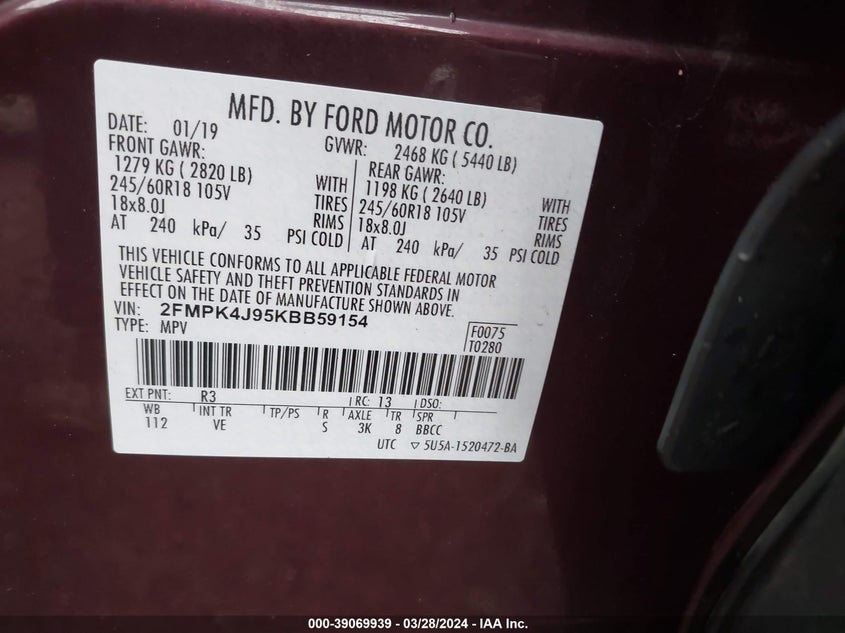 MFD. BY FORD MOTOR CO.
DATE: 01/19 GVWR: 2468 KG ( 5440 LB)
FRONT GAWR: REAR GAWR:
1279 KG ( 2820 LB) WITH 1198 KG ( 2640 LB) WITH
245/60R18 105V TIRES 245/60R18 105V TIRES
18x8.0J RIMS 18x8.0J RIMS
AT 240 kPa/ 35 PSI COLD AT 240 kPa/ 35 PSI COLD
THIS VEHICLE CONFORMS TO ALL APPLICABLE FEDERAL MOTOR
VEHICLE SAFETY AND THEFT PREVENTION STANDARDS IN
EFFECT ON THE DATE OF MANUFACTURE SHOWN ABOVE.
VIN: 2FMPK4J95KBB59154 F0075
TYPE: MPV T0280
EXT PNT: R3 RC: 13 DSO:
WB INT TR TP/PS R AXLE TR SPR
112 VE S 3K 8 BBCC
UTC ▽ 5U5A-1520472-BA
000-39069939 / 03/28/2024 - IAA Inc.